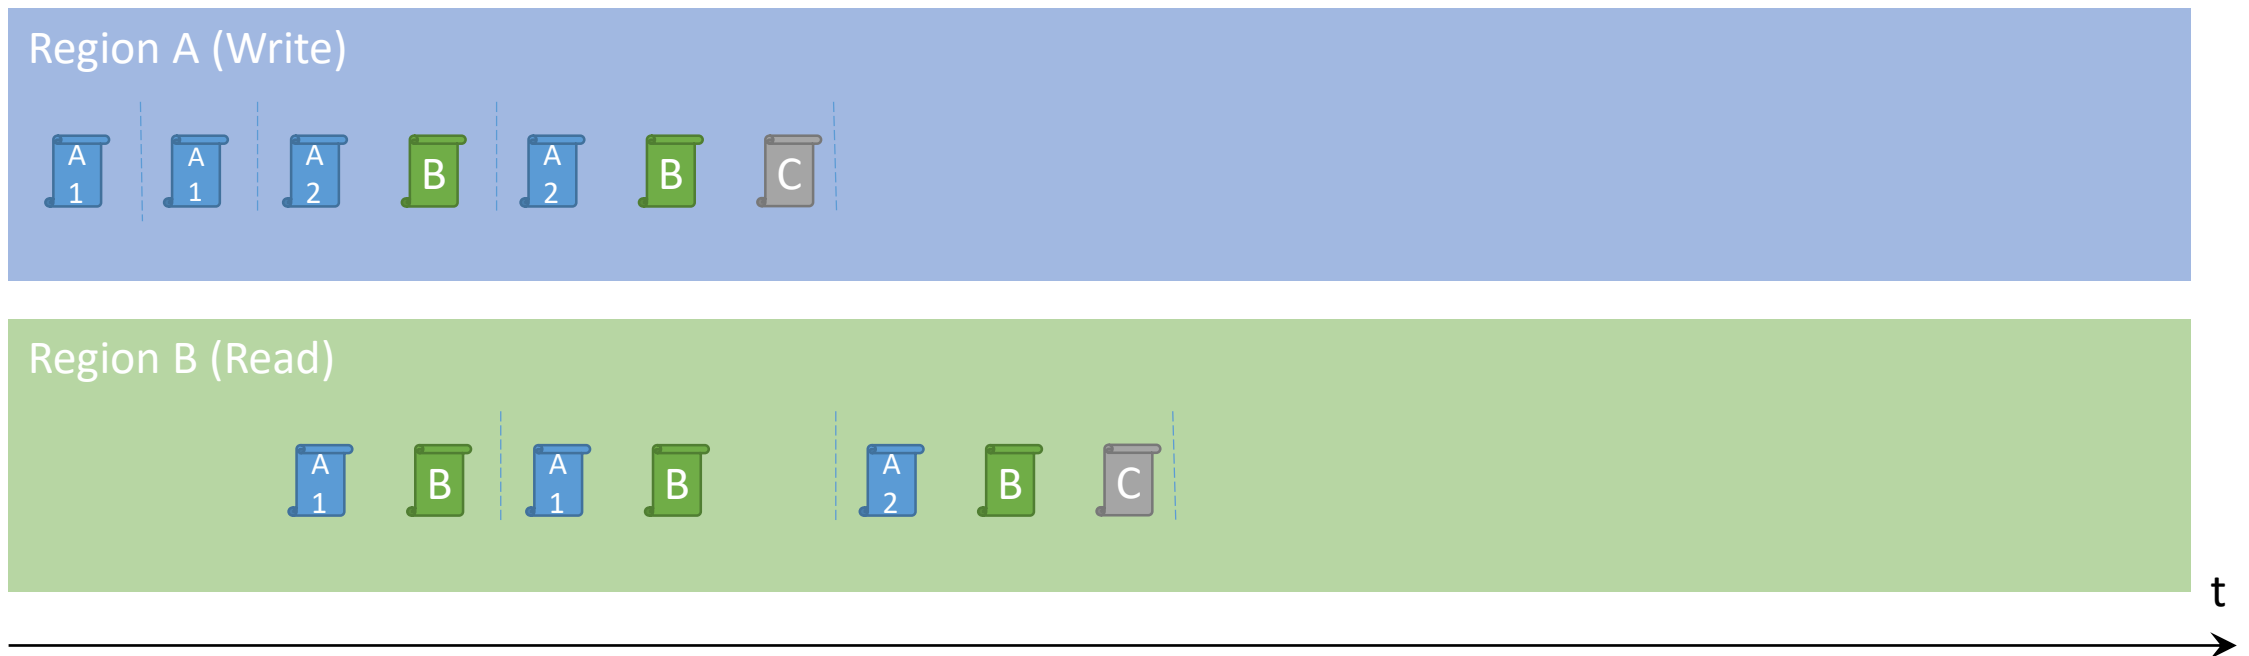 Region A (Write)
A 1
A 1
A 2
B
A 2
B
C
Region B (Read)
A 1
B
A 1
B
A 2
B
C
t